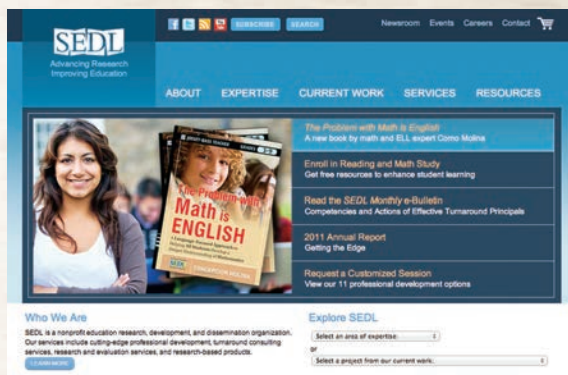 SUBSCRIBE SEARCH
Newsroom Events Careers Contact
SEDL
Advancing Research
Improving Education
ABOUT EXPERTISE CURRENT WORK SERVICES RESOURCES
The Problem with
Math is
ENGLISH
SEDL
The Problem with Math is English
A new book by math and ELL expert Como Molina
Enroll in Reading and Math Study
Get free resources to enhance student learning
Read the SEDL Monthly e-Bulletin
Competencies and Actions of Effective Turnaround Principals
2011 Annual Report
Getting the Edge
Request a Customized Session
View our 11 professional development options
Who We Are
SEDL is a nonprofit education research, development, and dissemination organization.
Our services include cutting-edge professional development, turnaround consulting
services, research and evaluation services, and research-based products.
LEARN MORE
Explore SEDL
Select an area of expertise:
or
Select a project from our current work: